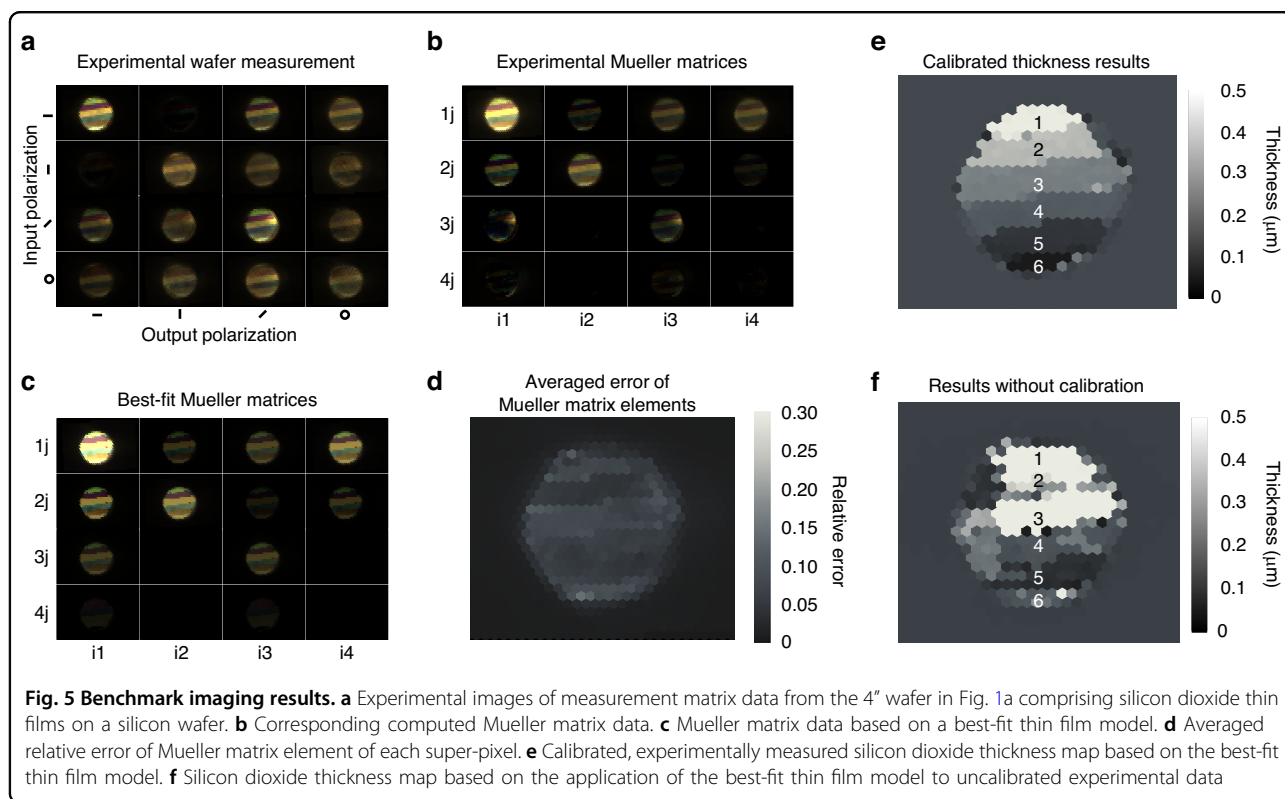 a
Experimental wafer measurement
Input polarization
Output polarization
b
Experimental Mueller matrices
1j
2j
3j
4j
i1 i2 i3 i4
e
Calibrated thickness results
1
2
3
4
5
6
0.5
0.4
0.3
0.2
0.1
0
Thickness (μm)
c
Best-fit Mueller matrices
1j
2j
3j
4j
i1 i2 i3 i4
d
Averaged error of
Mueller matrix elements
0.30
0.25
0.20
0.15
0.10
0.05
0
Relative error
f
Results without calibration
1
2
3
4
5
6
0.5
0.4
0.3
0.2
0.1
0
Thickness (μm)
Fig. 5 Benchmark imaging results. a Experimental images of measurement matrix data from the 4” wafer in Fig. 1a comprising silicon dioxide thin
films on a silicon wafer. b Corresponding computed Mueller matrix data. c Mueller matrix data based on a best-fit thin film model. d Averaged
relative error of Mueller matrix element of each super-pixel. e Calibrated, experimentally measured silicon dioxide thickness map based on the best-fit
thin film model. f Silicon dioxide thickness map based on the application of the best-fit thin film model to uncalibrated experimental data